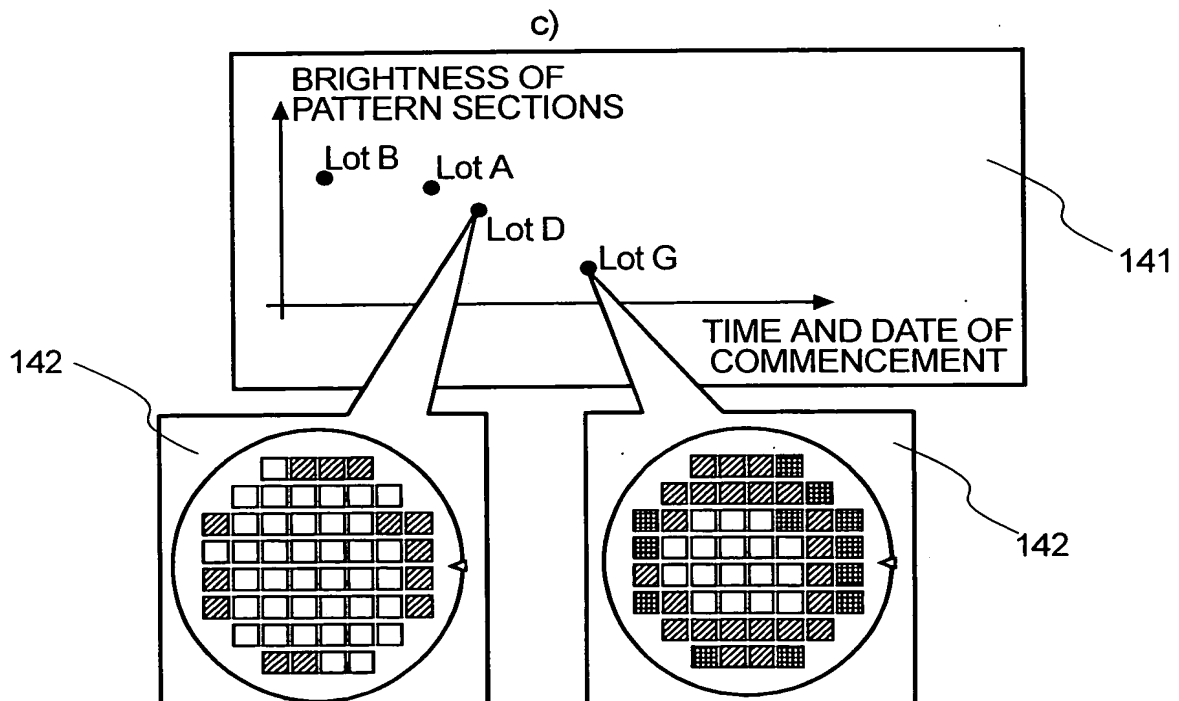 c)
BRIGHTNESS OF
PATTERN SECTIONS
Lot B
Lot A
Lot D
Lot G
141
TIME AND DATE OF
COMMENCEMENT
142
142